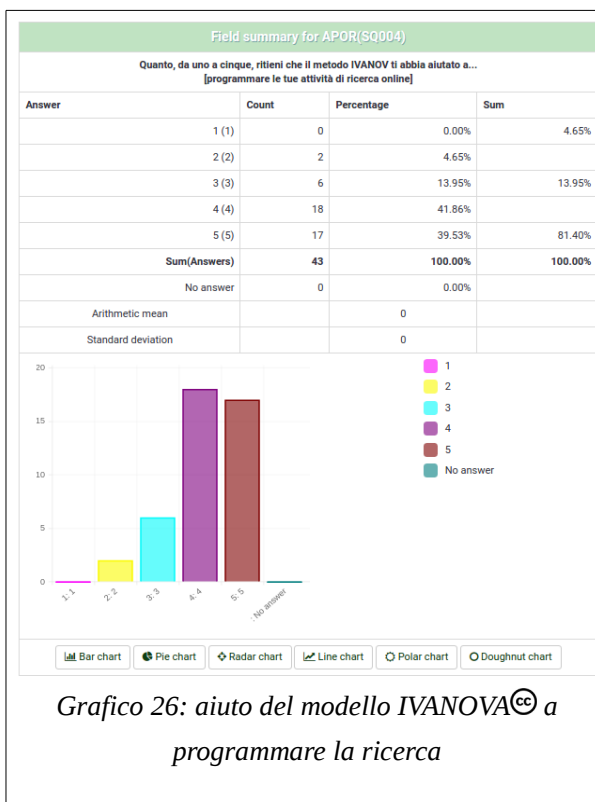 Field summary for APOR(SQ004)
Quanto, da uno a cinque, ritieni che il metodo IVANOV ti abbia aiutato a...
[programmare le tue attività di ricerca online]
Answer Count Percentage Sum
1 (1) 0 0.00% 4.65%
2 (2) 2 4.65%
3 (3) 6 13.95% 13.95%
4 (4) 18 41.86%
5 (5) 17 39.53% 81.40%
Sum(Answers) 43 100.00% 100.00%
No answer 0 0.00%
Arithmetic mean 0
Standard deviation 0
20
15
10
5
0
1: 1
2: 2
3: 3
4: 4
5: 5
: No answer
1
2
3
4
5
No answer
Bar chart Pie chart Radar chart Line chart Polar chart Doughnut chart
Grafico 26: aiuto del modello IVANOVA🅭 a
programmare la ricerca